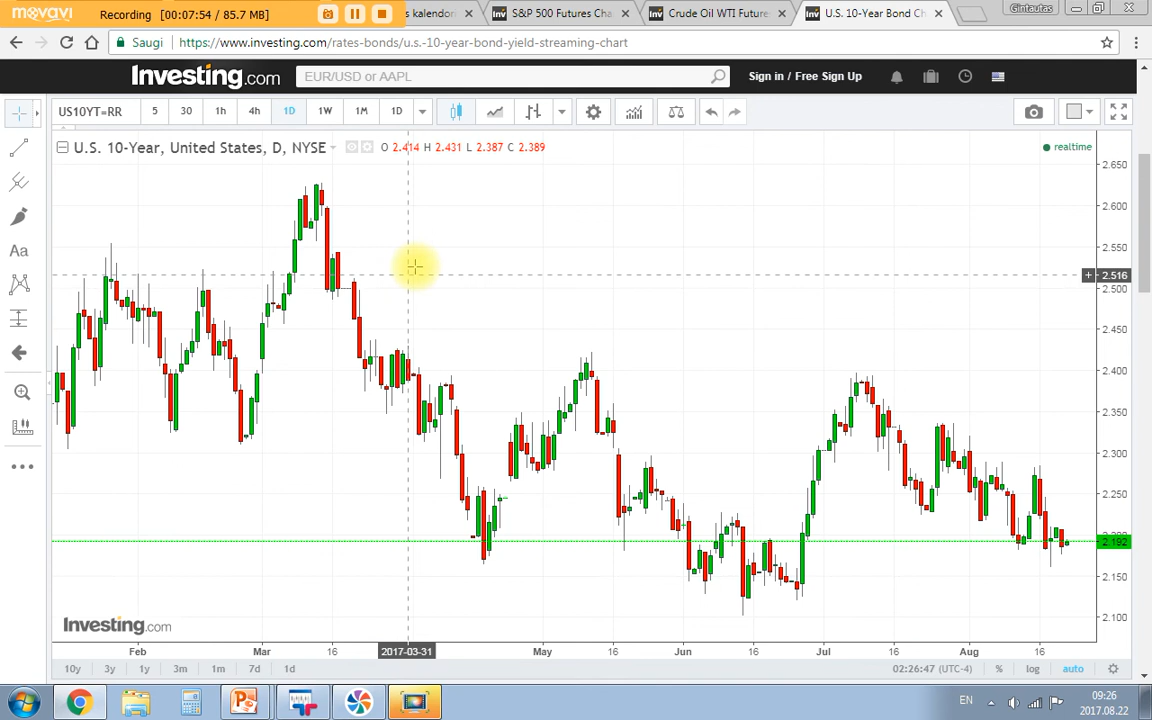 movavi Recording [00:07:54 / 85.7 MB]
s kalendori
S&P 500 Futures Cha
Crude Oil WTI Future
U.S. 10-Year Bond Ch
Gintautas
Saugi https://www.investing.com/rates-bonds/u.s.-10-year-bond-yield-streaming-chart
Investing.com
EUR/USD or AAPL
Sign in / Free Sign Up
US10YT=RR 5 30 1h 4h 1D 1W 1M 1D
U.S. 10-Year, United States, D, NYSE O 2.414 H 2.431 L 2.387 C 2.389
realtime
2.650
2.600
2.550
2.516
2.500
2.450
2.400
2.350
2.300
2.250
2.192
2.150
2.100
Aa
Investing.com
Feb Mar 16 2017-03-31 May 16 Jun 16 Jul 16 Aug 16
10y 3y 1y 3m 1m 7d 1d
02:26:47 (UTC-4) % log auto
EN
09:26
2017.08.22